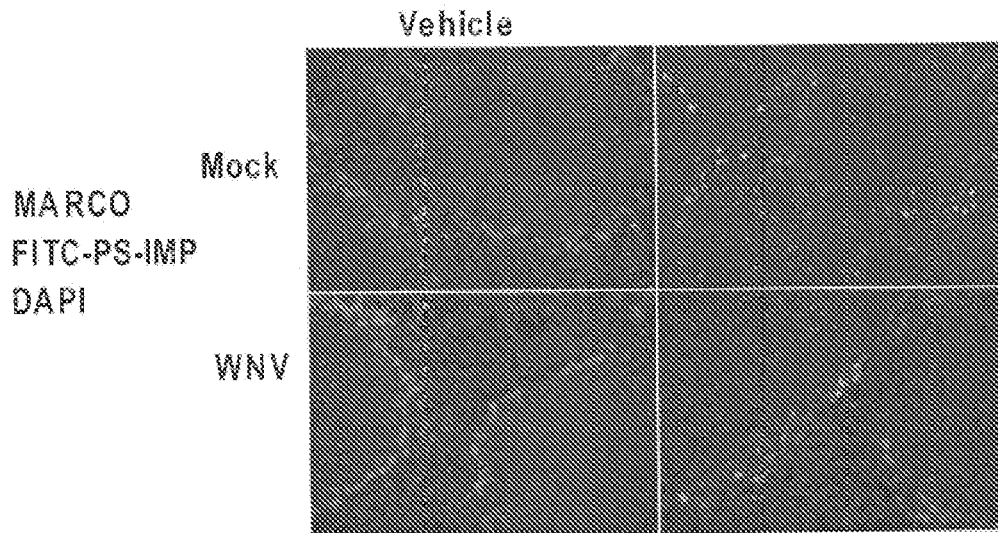 Vehicle
Mock
MARCO
FITC-PS-IMP
DAPI
WNV